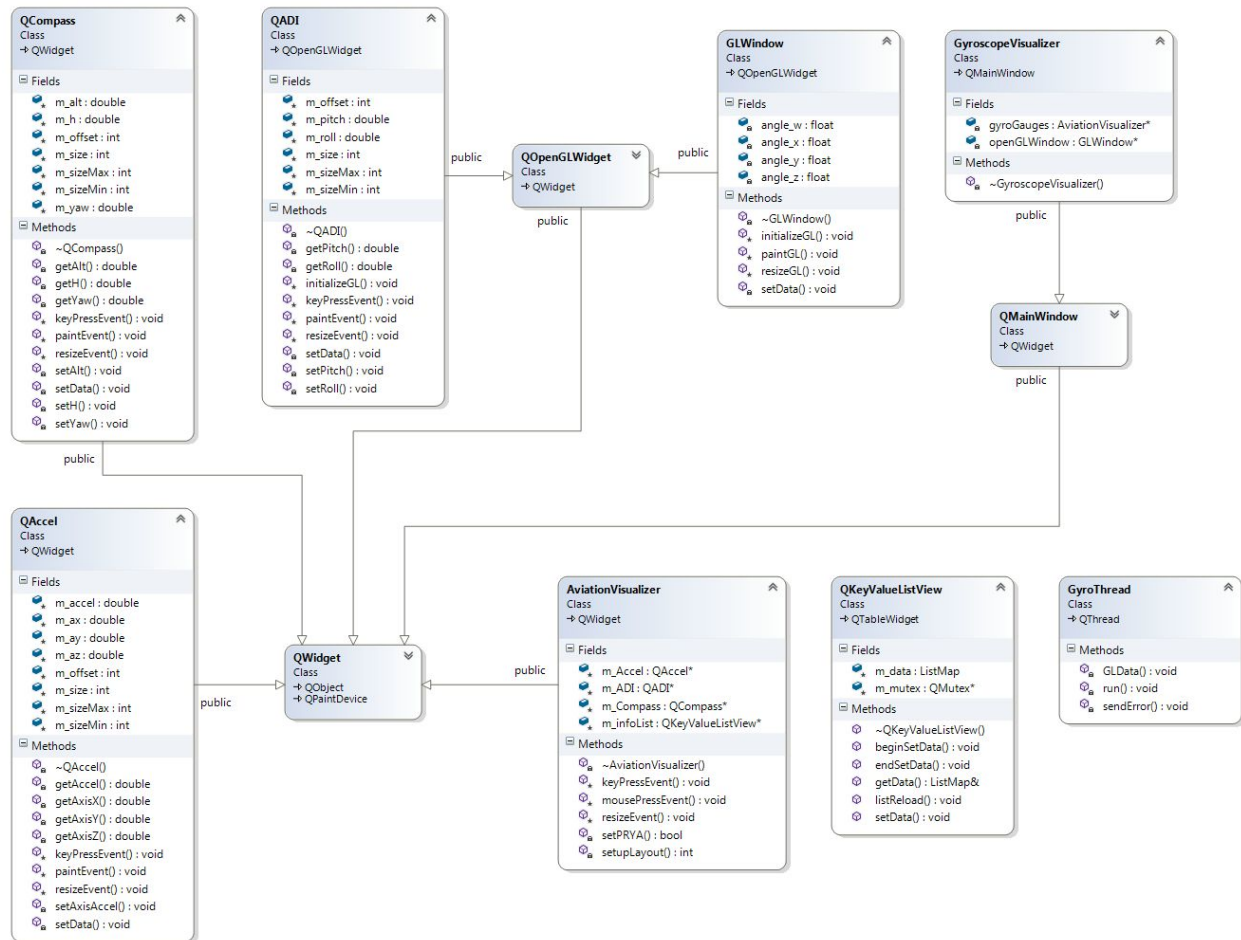 QCompass
Class
QWidget
Fields
m_alt : double
m_h : double
m_offset : int
m_size : int
m_sizeMax : int
m_sizeMin : int
m_yaw : double
Methods
~QCompass()
getAlt() : double
getH() : double
getYaw() : double
keyPressEvent() : void
paintEvent() : void
resizeEvent() : void
setAlt() : void
setData() : void
setH() : void
setYaw() : void
public
QADI
Class
QOpenGLWidget
Fields
m_offset : int
m_pitch : double
m_roll : double
m_size : int
m_sizeMax : int
m_sizeMin : int
Methods
~QADI()
getPitch() : double
getRoll() : double
initializeGL() : void
keyPressEvent() : void
paintEvent() : void
resizeEvent() : void
setData() : void
setPitch() : void
setRoll() : void
public
QOpenGLWidget
Class
QWidget
public
public
GLWindow
Class
QOpenGLWidget
Fields
angle_w : float
angle_x : float
angle_y : float
angle_z : float
Methods
~GLWindow()
initializeGL() : void
paintGL() : void
resizeGL() : void
setData() : void
GyroscopeVisualizer
Class
QMainWindow
Fields
gyroGauges : AviationVisualizer*
openGLWindow : GLWindow*
Methods
~GyroscopeVisualizer()
public
QMainWindow
Class
QWidget
public
QAccel
Class
QWidget
Fields
m_accel : double
m_ax : double
m_ay : double
m_az : double
m_offset : int
m_size : int
m_sizeMax : int
m_sizeMin : int
Methods
~QAccel()
getAccel() : double
getAxisX() : double
getAxisY() : double
getAxisZ() : double
keyPressEvent() : void
paintEvent() : void
resizeEvent() : void
setAxisAccel() : void
setData() : void
public
QWidget
Class
QObject
QPaintDevice
public
AviationVisualizer
Class
QWidget
Fields
m_Accel : QAccel*
m_ADI : QADI*
m_Compass : QCompass*
m_infoList : QKeyValueListView*
Methods
~AviationVisualizer()
keyPressEvent() : void
mousePressEvent() : void
resizeEvent() : void
setPRYA() : bool
setupLayout() : int
QKeyValueListView
Class
QTableWidget
Fields
m_data : ListMap
m_mutex : QMutex*
Methods
~QKeyValueListView()
beginSetData() : void
endSetData() : void
getData() : ListMap&
listReload() : void
setData() : void
GyroThread
Class
QThread
Methods
GLData() : void
run() : void
sendError() : void